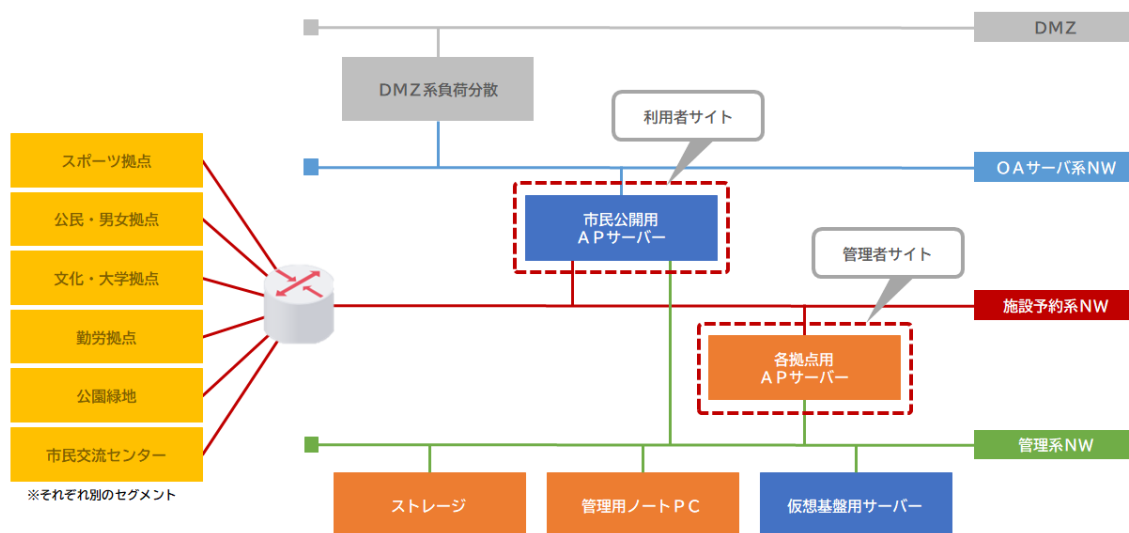 DMZ
DMZ系負荷分散
利用者サイト
スポーツ拠点
OAサーバ系NW
公民・男女拠点
市民公開用
APサーバー
管理者サイト
文化・大学拠点
施設予約系NW
勤労拠点
各拠点用
APサーバー
公園緑地
市民交流センター
管理系NW
※それぞれ別のセグメント
ストレージ
管理用ノートPC
仮想基盤用サーバー